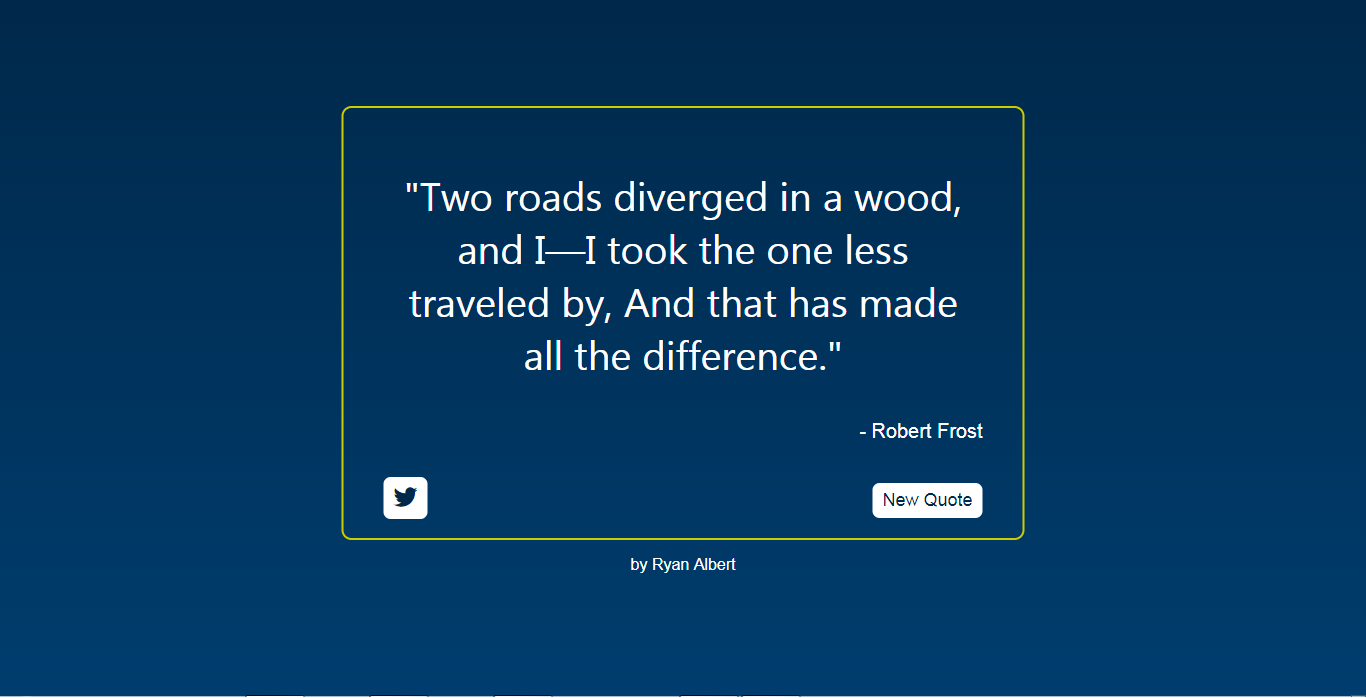 "Two roads diverged in a wood,
and I—I took the one less
traveled by, And that has made
all the difference."
- Robert Frost
New Quote
by Ryan Albert